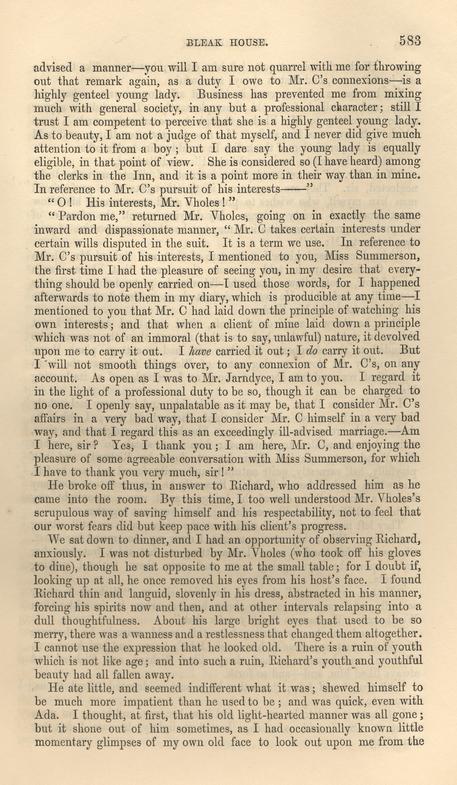 BLEAK HOUSE. 583
advised a manner—you will I am sure not quarrel with me for throwing
out that remark again, as a duty I owe to Mr. C's connexions—is a
highly genteel young lady. Business has prevented me from mixing
much with general society, in any but a professional character; still I
trust I am competent to perceive that she is a highly genteel young lady.
As to beauty, I am not a judge of that myself, and I never did give much
attention to it from a boy; but I dare say the young lady is equally
eligible, in that point of view. She is considered so (I have heard) among
the clerks in the Inn, and it is a point more in their way than in mine.
In reference to Mr. C's pursuit of his interests——"
"O! His interests, Mr. Vholes!"
"Pardon me," returned Mr. Vholes, going on in exactly the same
inward and dispassionate manner, "Mr. C takes certain interests under
certain wills disputed in the suit. It is a term we use. In reference to
Mr. C's pursuit of his interests, I mentioned to you, Miss Summerson,
the first time I had the pleasure of seeing you, in my desire that every-
thing should be openly carried on—I used those words, for I happened
afterwards to note them in my diary, which is producible at any time—I
mentioned to you that Mr. C had laid down the principle of watching his
own interests; and that when a client of mine laid down a principle
which was not of an immoral (that is to say, unlawful) nature, it devolved
upon me to carry it out. I have carried it out; I do carry it out. But
I will not smooth things over, to any connexion of Mr. C's, on any
account. As open as I was to Mr. Jarndyce, I am to you. I regard it
in the light of a professional duty to be so, though it can be charged to
no one. I openly say, unpalatable as it may be, that I consider Mr. C's
affairs in a very bad way, that I consider Mr. C himself in a very bad
way, and that I regard this as an exceedingly ill-advised marriage.—Am
I here, sir? Yes, I thank you; I am here, Mr. C, and enjoying the
pleasure of some agreeable conversation with Miss Summerson, for which
I have to thank you very much, sir!"
He broke off thus, in answer to Richard, who addressed him as he
came into the room. By this time, I too well understood Mr. Vholes's
scrupulous way of saving himself and his respectability, not to feel that
our worst fears did but keep pace with his client's progress.
We sat down to dinner, and I had an opportunity of observing Richard,
anxiously. I was not disturbed by Mr. Vholes (who took off his gloves
to dine), though he sat opposite to me at the small table; for I doubt if,
looking up at all, he once removed his eyes from his host's face. I found
Richard thin and languid, slovenly in his dress, abstracted in his manner,
forcing his spirits now and then, and at other intervals relapsing into a
dull thoughtfulness. About his large bright eyes that used to be so
merry, there was a wanness and a restlessness that changed them altogether.
I cannot use the expression that he looked old. There is a ruin of youth
which is not like age; and into such a ruin, Richard's youth and youthful
beauty had all fallen away.
He ate little, and seemed indifferent what it was; shewed himself to
be much more impatient than he used to be; and was quick, even with
Ada. I thought, at first, that his old light-hearted manner was all gone;
but it shone out of him sometimes, as I had occasionally known little
momentary glimpses of my own old face to look out upon me from the